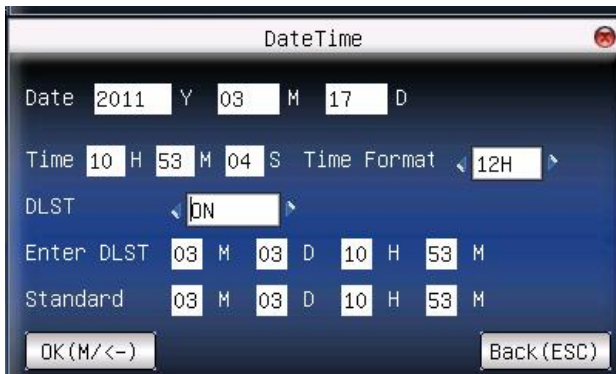 DateTime
Date 2011 Y 03 M 17 D
Time 10 H 53 M 04 S Time Format 12H
DLST ON
Enter DLST 03 M 03 D 10 H 53 M
Standard 03 M 03 D 10 H 53 M
OK(M/<-) Back(ESC)